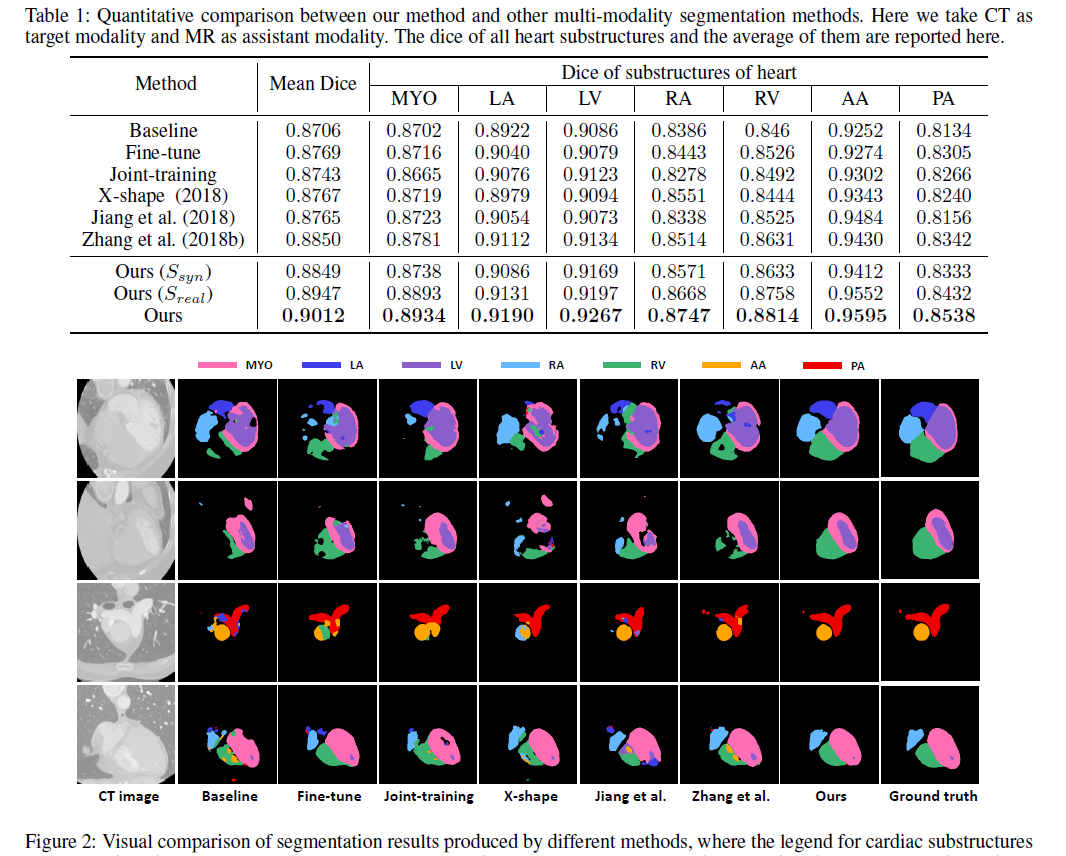 Table 1: Quantitative comparison between our method and other multi-modality segmentation methods. Here we take CT as
target modality and MR as assistant modality. The dice of all heart substructures and the average of them are reported here.
Method Mean Dice Dice of substructures of heart
MYO LA LV RA RV AA PA
Baseline 0.8706 0.8702 0.8922 0.9086 0.8386 0.846 0.9252 0.8134
Fine-tune 0.8769 0.8716 0.9040 0.9079 0.8443 0.8526 0.9274 0.8305
Joint-training 0.8743 0.8665 0.9076 0.9123 0.8278 0.8492 0.9302 0.8266
X-shape (2018) 0.8767 0.8719 0.8979 0.9094 0.8551 0.8444 0.9343 0.8240
Jiang et al. (2018) 0.8765 0.8723 0.9054 0.9073 0.8338 0.8525 0.9484 0.8156
Zhang et al. (2018b) 0.8850 0.8781 0.9112 0.9134 0.8514 0.8631 0.9430 0.8342
Ours (S_syn) 0.8849 0.8738 0.9086 0.9169 0.8571 0.8633 0.9412 0.8333
Ours (S_real) 0.8947 0.8893 0.9131 0.9197 0.8668 0.8758 0.9552 0.8432
Ours 0.9012 0.8934 0.9190 0.9267 0.8747 0.8814 0.9595 0.8538
MYO LA LV RA RV AA PA
CT image Baseline Fine-tune Joint-training X-shape Jiang et al. Zhang et al. Ours Ground truth
Figure 2: Visual comparison of segmentation results produced by different methods, where the legend for cardiac substructures